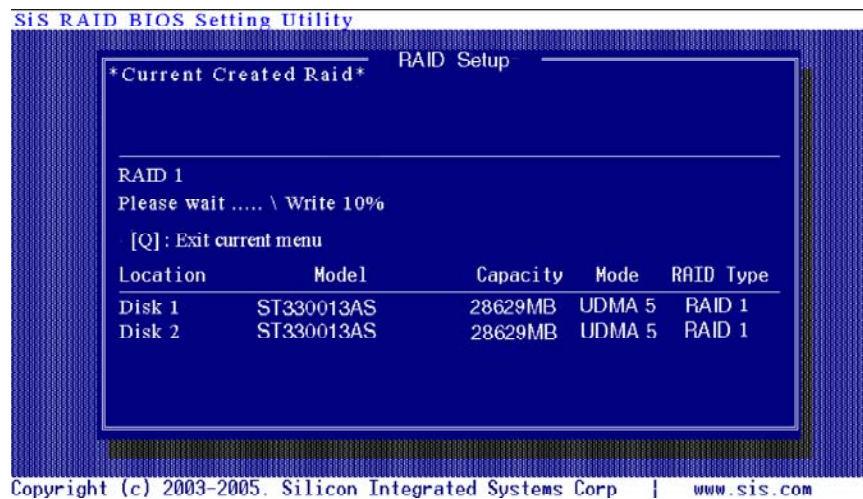 SiS RAID BIOS Setting Utility
RAID Setup
*Current Created Raid*
RAID 1
Please wait ..... \ Write 10%
[Q] : Exit current menu
Location Model Capacity Mode RAID Type
Disk 1 ST330013AS 28629MB UDMA 5 RAID 1
Disk 2 ST330013AS 28629MB UDMA 5 RAID 1
Copyright (c) 2003-2005. Silicon Integrated Systems Corp | www.sis.com